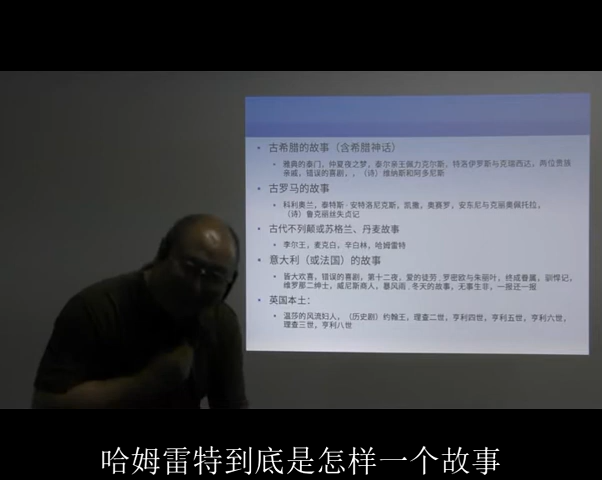 古希腊的故事（含希腊神话）
雅典的泰门，仲夏夜之梦，泰尔亲王佩力克尔斯，特洛伊罗斯与克瑞西达，两位贵族
亲戚，错误的喜剧，，（诗）维纳斯和阿多尼斯
古罗马的故事
科利奥兰，泰特斯·安特洛尼克斯，凯撒，奥赛罗，安东尼与克丽奥佩托拉，
（诗）鲁克丽丝失贞记
古代不列颠或苏格兰、丹麦故事
李尔王，麦克白，辛白林，哈姆雷特
意大利（或法国）的故事
皆大欢喜，错误的喜剧，第十二夜，爱的徒劳，罗密欧与朱丽叶，终成眷属，驯悍记，
维罗那二绅士，威尼斯商人，暴风雨，冬天的故事，无事生非，一报还一报
英国本土：
温莎的风流妇人，（历史剧）约翰王，理查二世，亨利四世，亨利五世，亨利六世，
理查三世，亨利八世
哈姆雷特到底是怎样一个故事